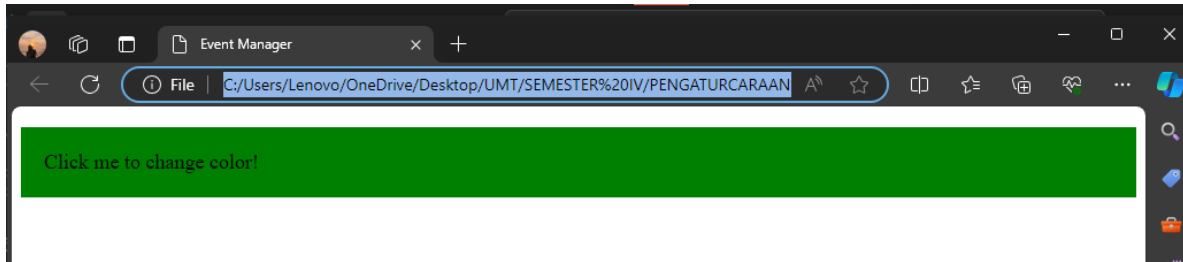 Event Manager
File C:/Users/Lenovo/OneDrive/Desktop/UMT/SEMESTER%20IV/PENGATURCARAAN
Click me to change color!